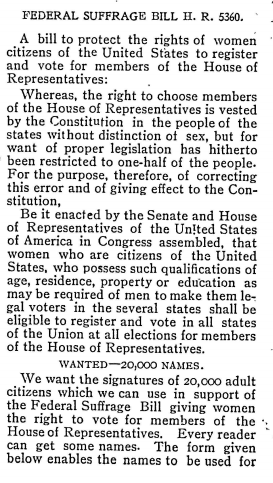 FEDERAL SUFFRAGE BILL H. R. 5360.
A bill to protect the rights of women
citizens of the United States to register
and vote for members of the House of
Representatives:
Whereas, the right to choose members
of the House of Representatives is vested
by the Constitution in the people of the
states without distinction of sex, but for
want of proper legislation has hitherto
been restricted to one-half of the people.
For the purpose, therefore, of correcting
this error and of giving effect to the Con-
stitution,
Be it enacted by the Senate and House
of Representatives of the United States
of America in Congress assembled, that
women who are citizens of the United
States, who possess such qualifications of
age, residence, property or education as
may be required of men to make them le-
gal voters in the several states shall be
eligible to register and vote in all states
of the Union at all elections for members
of the House of Representatives.
WANTED—20,000 NAMES.
We want the signatures of 20,000 adult
citizens which we can use in support of
the Federal Suffrage Bill giving women
the right to vote for members of the
House of Representatives. Every reader
can get some names. The form given
below enables the names to be used for